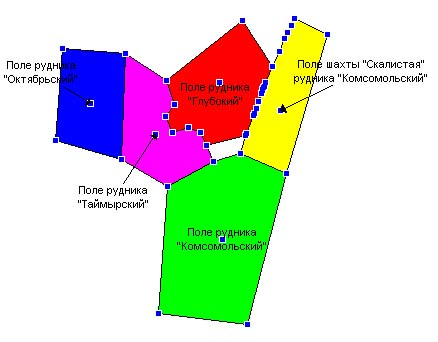 Поле рудника
"Октябрьский"
Поле рудника
"Глубокий"
Поле шахты "Скалистая"
рудника "Комсомольский"
Поле рудника
"Таймырский"
Поле рудника
"Комсомольский"